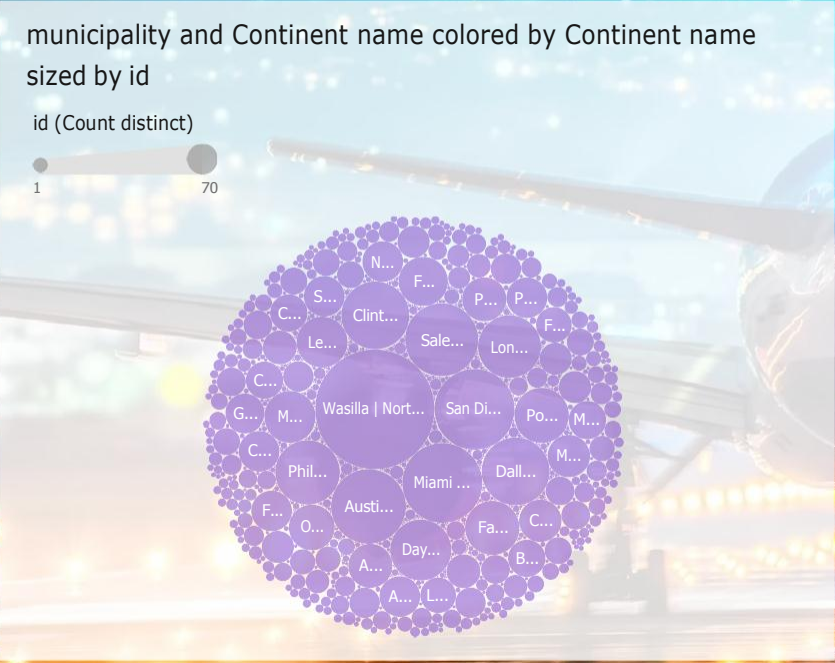 municipality and Continent name colored by Continent name
sized by id
id (Count distinct)
1 70
N...
F...
S...
P... P...
C...
Clint...
F...
Le...
Sale...
Lon...
C...
Wasilla | Nort...
San Di...
G...
M...
Po...
M...
C...
M...
Phil...
Miami ...
Dall...
F...
Austi...
O...
Fa...
C...
Day...
A...
B...
A...
L...